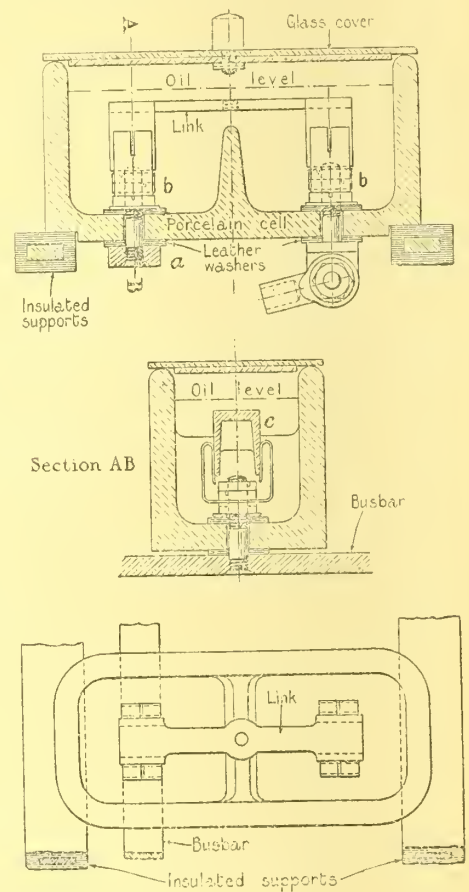 A
Glass cover
Oil level
Link
b
b
Porcelain cell
a
Leather
washers
Insulated
supports
Oil level
c
Section AB
Busbar
Link
Busbar
Insulated supports